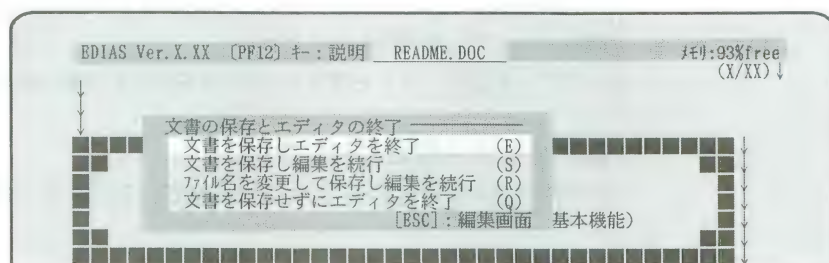 EDIAS Ver.X.XX 〔PF12〕キー:説明 README.DOC ﾒﾓﾘ:93%free
(X/XX)↓
文書の保存とエディタの終了
文書を保存しエディタを終了 (E)
文書を保存し編集を続行 (S)
ﾌｧｲﾙ名を変更して保存し編集を続行 (R)
文書を保存せずにエディタを終了 (Q)
[ESC]:編集画面 基本機能)